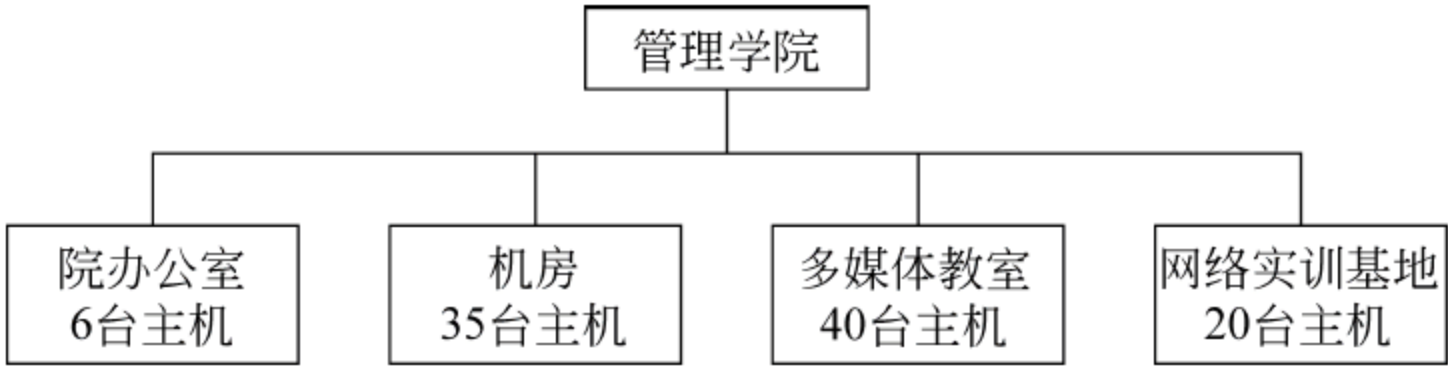 管理学院
院办公室
6台主机
机房
35台主机
多媒体教室
40台主机
网络实训基地
20台主机